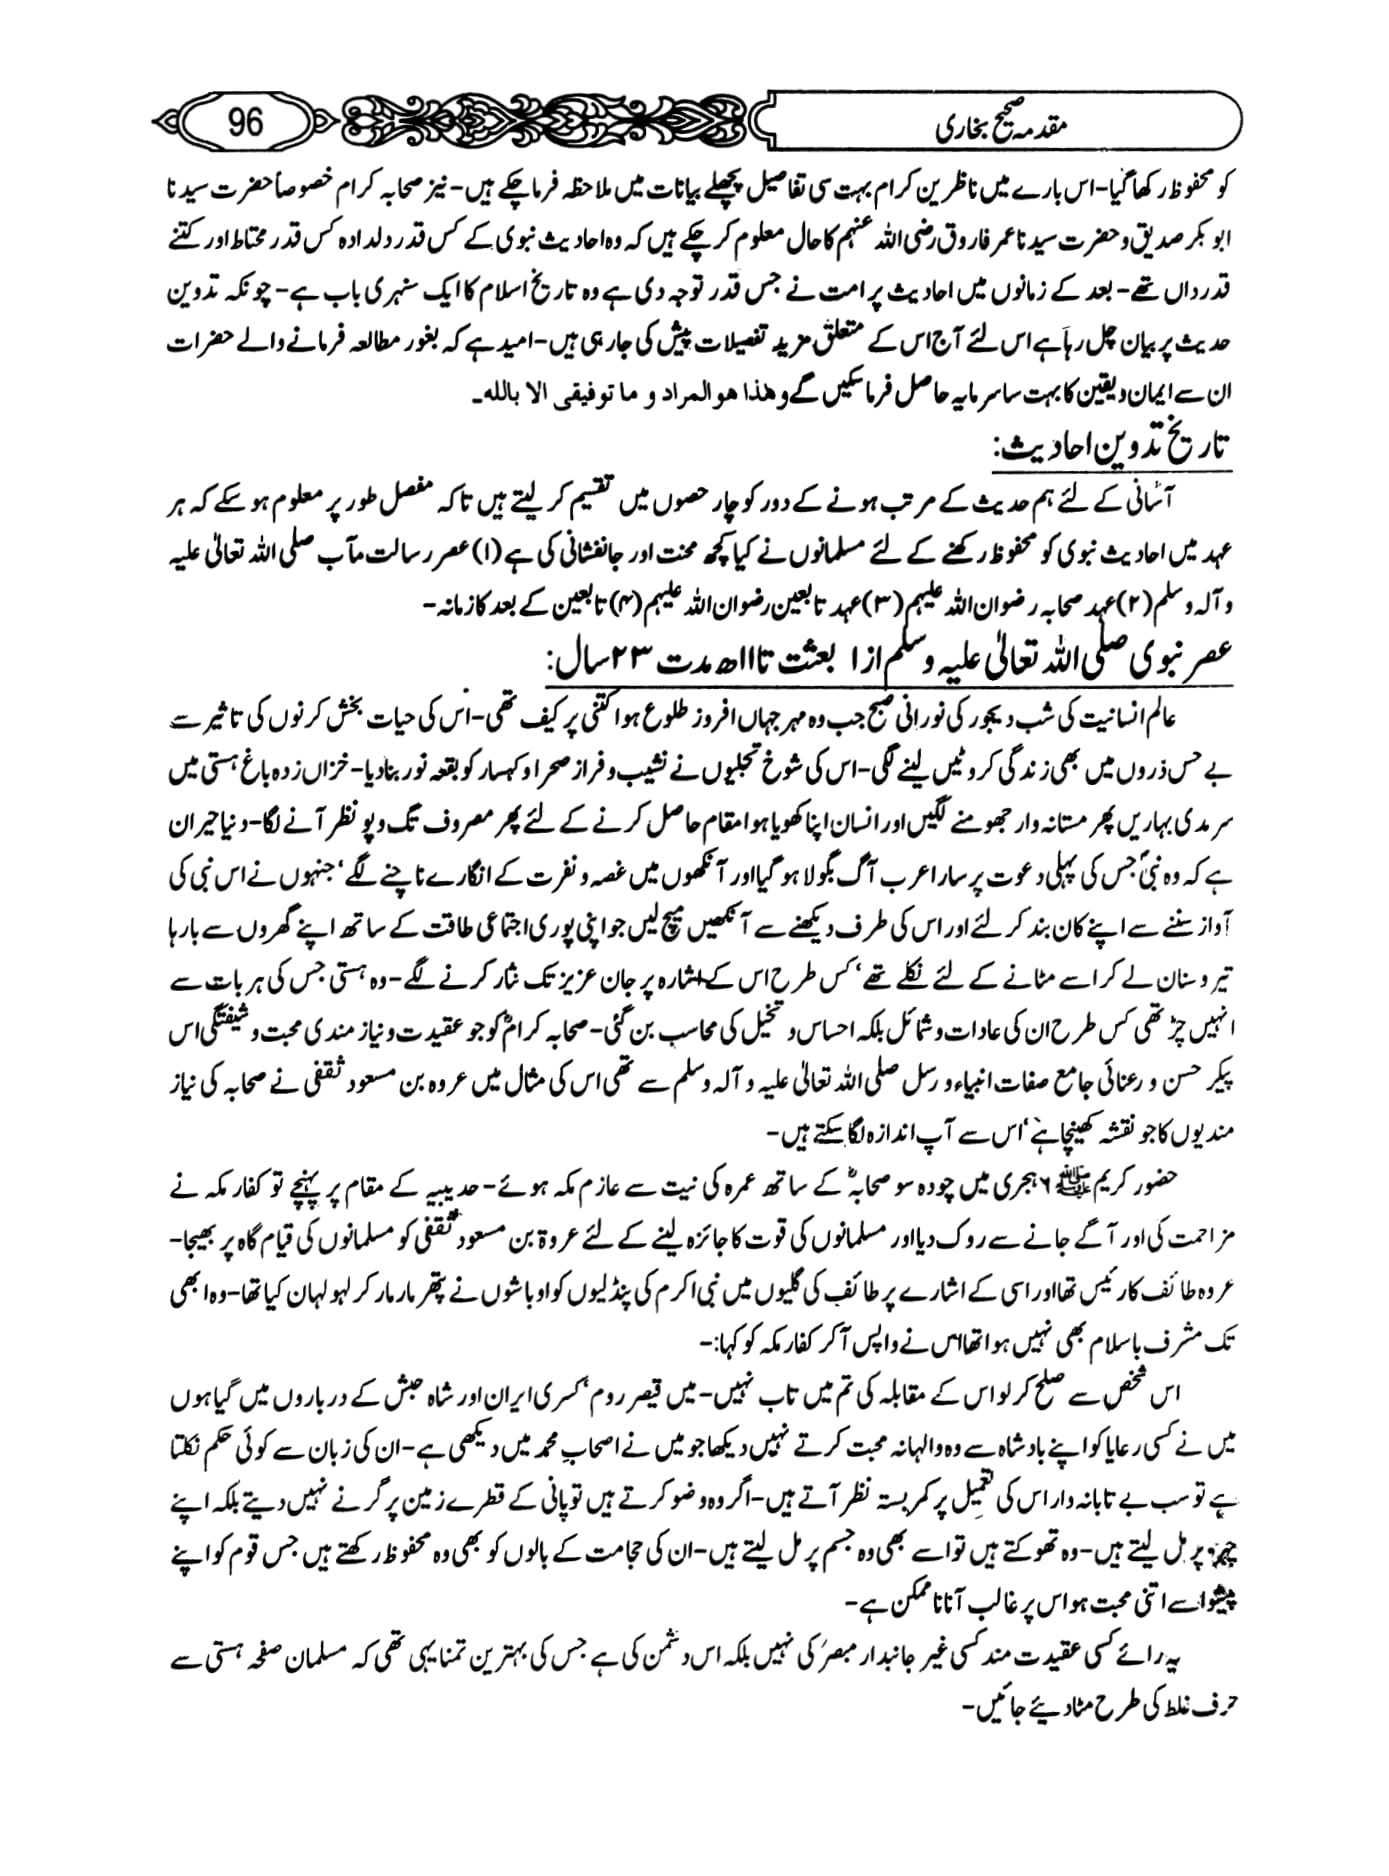 مقدمہ صحیح بخاری
96
کو محفوظ رکھا گیا- اس بارے میں ناظرین کرام بہت سی تفاصیل پچھلے بیانات میں ملاحظہ فرما چکے ہیں- نیز صحابہ کرام خصوصاً حضرت سیدنا
ابوبکر صدیق و حضرت سیدنا عمر فاروق رضی اللہ عنہم کا حال معلوم کر چکے ہیں کہ وہ احادیث نبوی کے کس قدر دلدادہ کس قدر محتاط اور کتنے
قدرداں تھے- بعد کے زمانوں میں احادیث پر امت نے جس قدر توجہ دی ہے وہ تاریخ اسلام کا ایک سنہری باب ہے- چونکہ تدوین
حدیث پر بیان چل رہا ہے اس لئے آج اس کے متعلق مزید تفصیلات پیش کی جا رہی ہیں- امید ہے کہ بغور مطالعہ فرمانے والے حضرات
ان سے ایمان ویقین کا بہت سا سرمایہ حاصل فرما سکیں گے وهذا هو المراد و ما توفیقی الا بالله-
تاریخ تدوین احادیث:
آسانی کے لئے ہم حدیث کے مرتب ہونے کے دور کو چار حصوں میں تقسیم کر لیتے ہیں تاکہ مفصل طور پر معلوم ہو سکے کہ ہر
عہد میں احادیث نبوی کو محفوظ رکھنے کے لئے مسلمانوں نے کیا کچھ محنت اور جانفشانی کی ہے (۱) عصر رسالت مآب صلی اللہ تعالیٰ علیہ
وآلہ وسلم (۲) عہد صحابہ رضوان اللہ علیہم (۳) عہد تابعین رضوان اللہ علیہم (۴) تابعین کے بعد کا زمانہ-
عصر نبوی صلی اللہ تعالیٰ علیہ وسلم از ۱ بعثت تا ۱۱ھ مدت ۲۳ سال:
عالم انسانیت کی شب دیجور کی نورانی صبح جب وہ مہر جہاں افروز طلوع ہوا کتنی پر کیف تھی- اس کی حیات بخش کرنوں کی تاثیر سے
بے حس ذروں میں بھی زندگی کروٹیں لینے لگی- اس کی شوخ تجلیوں نے نشیب و فراز صحرا و کہسار کو بقعہ نور بنا دیا- خزاں زدہ باغ ہستی میں
سرمدی بہاریں پھر مستانہ وار جھومنے لگیں اور انسان اپنا کھویا ہوا مقام حاصل کرنے کے لئے پھر مصروف تگ و پو نظر آنے لگا- دنیا حیران
ہے کہ وہ نبیؐ جس کی پہلی دعوت پر سارا عرب آگ بگولا ہو گیا اور آنکھوں میں غصہ و نفرت کے انگارے ناچنے لگے' جنہوں نے اس نبی کی
آواز سننے سے اپنے کان بند کر لئے اور اس کی طرف دیکھنے سے آنکھیں میچ لیں جو اپنی پوری اجتماعی طاقت کے ساتھ اپنے گھروں سے بارہا
تیر و سنان لے کر اسے مٹانے کے لئے نکلے تھے' کس طرح اس کے اشارہ پر جان عزیز تک نثار کرنے لگے- وہ ہستی جس کی ہر بات سے
انہیں چڑ تھی کس طرح ان کی عادات و شمائل بلکہ احساس و تخیل کی محاسب بن گئی- صحابہ کرامؓ کو جو عقیدت و نیاز مندی محبت و شیفتگی اس
پیکر حسن و رعنائی جامع صفات انبیاء و رسل صلی اللہ تعالیٰ علیہ وآلہ وسلم سے تھی اس کی مثال میں عروہ بن مسعود ثقفی نے صحابہ کی نیاز
مندیوں کا جو نقشہ کھینچا ہے' اس سے آپ اندازہ لگا سکتے ہیں-
حضور کریم ﷺ ۶ ہجری میں چودہ سو صحابہؓ کے ساتھ عمرہ کی نیت سے عازم مکہ ہوئے- حدیبیہ کے مقام پر پہنچے تو کفار مکہ نے
مزاحمت کی اور آگے جانے سے روک دیا اور مسلمانوں کی قوت کا جائزہ لینے کے لئے عروۃ بن مسعود ثقفی کو مسلمانوں کی قیام گاہ پر بھیجا-
عروہ طائف کا رئیس تھا اور اسی کے اشارے پر طائف کی گلیوں میں نبی اکرم کی پنڈلیوں کو اوباشوں نے پتھر مار مار کر لہو لہان کیا تھا- وہ ابھی
تک مشرف باسلام بھی نہیں ہوا تھا اس نے واپس آ کر کفار مکہ کو کہا:-
اس شخص سے صلح کر لو اس کے مقابلہ کی تم میں تاب نہیں- میں قیصر روم' کسری ایران اور شاہ حبش کے درباروں میں گیا ہوں
میں نے کسی رعایا کو اپنے بادشاہ سے وہ والہانہ محبت کرتے نہیں دیکھا جو میں نے اصحاب محمد میں دیکھی ہے- ان کی زبان سے کوئی حکم نکلتا
ہے تو سب بے تابانہ وار اس کی تعمیل پر کمر بستہ نظر آتے ہیں- اگر وہ وضو کرتے ہیں تو پانی کے قطرے زمین پر گرنے نہیں دیتے بلکہ اپنے
چہرہ پر مل لیتے ہیں- وہ تھوکتے ہیں تو اسے بھی وہ جسم پر مل لیتے ہیں- ان کی حجامت کے بالوں کو بھی وہ محفوظ رکھتے ہیں جس قوم کو اپنے
پیشوا سے اتنی محبت ہو اس پر غالب آنا ناممکن ہے-
یہ رائے کسی عقیدت مند کسی غیر جانبدار مبصر کی نہیں بلکہ اس دشمن کی ہے جس کی بہترین تمنا یہی تھی کہ مسلمان صفحہ ہستی سے
حرف غلط کی طرح مٹا دیئے جائیں-